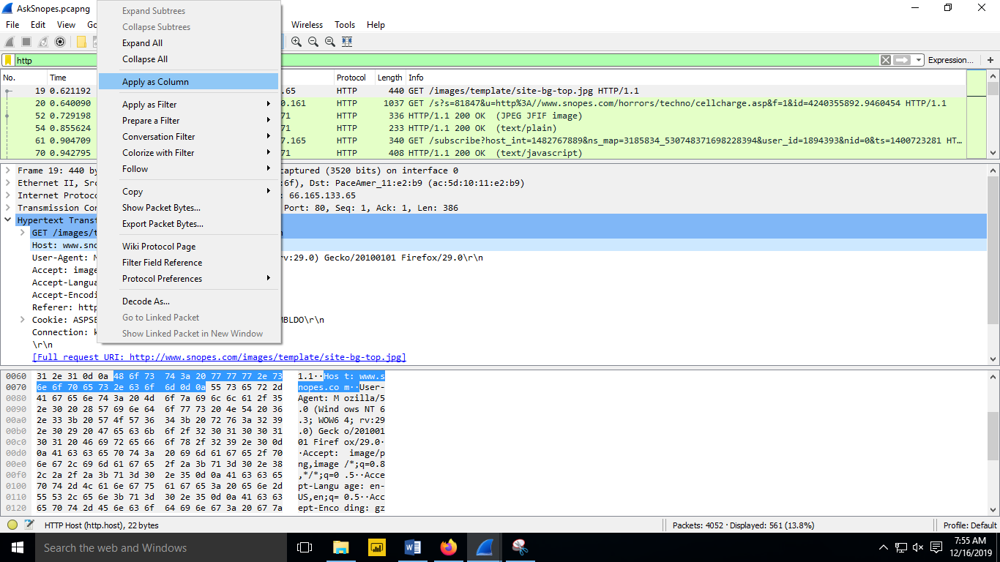 AskSnopes.pcapng
File Edit View Go Wireless Tools Help
http Expression... +
No. Time Protocol Length Info
19 0.621192 .65 HTTP 440 GET /images/template/site-bg-top.jpg HTTP/1.1
20 0.640090 0.161 HTTP 1037 GET /s?s=81847&u=http%3A//www.snopes.com/horrors/techno/cellcharge.asp&f=1&id=4240355892.9460454 HTTP/1.1
52 0.729198 71 HTTP 336 HTTP/1.1 200 OK (JPEG JFIF image)
54 0.855624 71 HTTP 233 HTTP/1.1 200 OK (text/plain)
61 0.904709 7.165 HTTP 340 GET /subscribe?host_int=1482767889&ns_map=3185834_530748371698228394&user_id=1894393&nid=0&ts=1400723281 HT...
70 0.942795 71 HTTP 408 HTTP/1.1 200 OK (text/javascript)
Expand Subtrees
Collapse Subtrees
Expand All
Collapse All
Apply as Column
Apply as Filter
Prepare a Filter
Conversation Filter
Colorize with Filter
Follow
Copy
Show Packet Bytes...
Export Packet Bytes...
Wiki Protocol Page
Filter Field Reference
Protocol Preferences
Decode As...
Go to Linked Packet
Show Linked Packet in New Window
Frame 19: 440 by captured (3520 bits) on interface 0
Ethernet II, Src :6f), Dst: PaceAmer_11:e2:b9 (ac:5d:10:11:e2:b9)
Internet Protoc : 66.165.133.65
Transmission Con Port: 80, Seq: 1, Ack: 1, Len: 386
Hypertext Transf
GET /images/t n
Host: www.sno
User-Agent: M rv:29.0) Gecko/20100101 Firefox/29.0\r\n
Accept: image
Accept-Langua
Accept-Encodi
Referer: http
Cookie: ASPSE MBLDO\r\n
Connection: k
\r\n
[Full request URI: http://www.snopes.com/images/template/site-bg-top.jpg]
0060 31 2e 31 0d 0a 48 6f 73 74 3a 20 77 77 77 2e 73 1.1··Hos t: www.s
0070 6e 6f 70 65 73 2e 63 6f 6d 0d 0a 55 73 65 72 2d nopes.co m··User-
0080 41 67 65 6e 74 3a 20 4d 6f 7a 69 6c 6c 61 2f 35 Agent: M ozilla/5
0090 2e 30 20 28 57 69 6e 64 6f 77 73 20 4e 54 20 36 .0 (Wind ows NT 6
00a0 2e 33 3b 20 57 4f 57 36 34 3b 20 72 76 3a 32 39 .3; WOW6 4; rv:29
00b0 2e 30 29 20 47 65 63 6b 6f 2f 32 30 31 30 30 31 .0) Geck o/201001
00c0 30 31 20 46 69 72 65 66 6f 78 2f 32 39 2e 30 0d 01 Firef ox/29.0·
00d0 0a 41 63 63 65 70 74 3a 20 69 6d 61 67 65 2f 70 ·Accept: image/p
00e0 6e 67 2c 69 6d 61 67 65 2f 2a 3b 71 3d 30 2e 38 ng,image /*;q=0.8
00f0 2c 2a 2f 2a 3b 71 3d 30 2e 35 0d 0a 41 63 63 65 ,*/*;q=0 .5··Acce
0100 70 74 2d 4c 61 6e 67 75 61 67 65 3a 20 65 6e 2d pt-Langu age: en-
0110 55 53 2c 65 6e 3b 71 3d 30 2e 35 0d 0a 41 63 63 US,en;q= 0.5··Acc
0120 65 70 74 2d 45 6e 63 6f 64 69 6e 67 3a 20 67 7a ept-Enco ding: gz
HTTP Host (http.host), 22 bytes Packets: 4052 · Displayed: 561 (13.8%) Profile: Default
Search the web and Windows
7:55 AM
12/16/2019